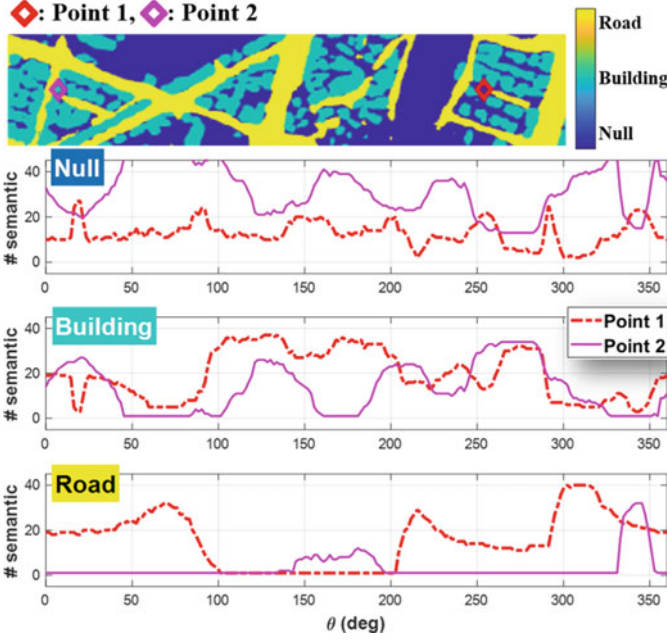 : Point 1, : Point 2
Road
Building
Null
Null
# semantic
40
20
0
0 50 100 150 200 250 300 350
Building
# semantic
40
20
0
Point 1
Point 2
0 50 100 150 200 250 300 350
Road
# semantic
40
20
0
0 50 100 150 200 250 300 350
θ (deg)